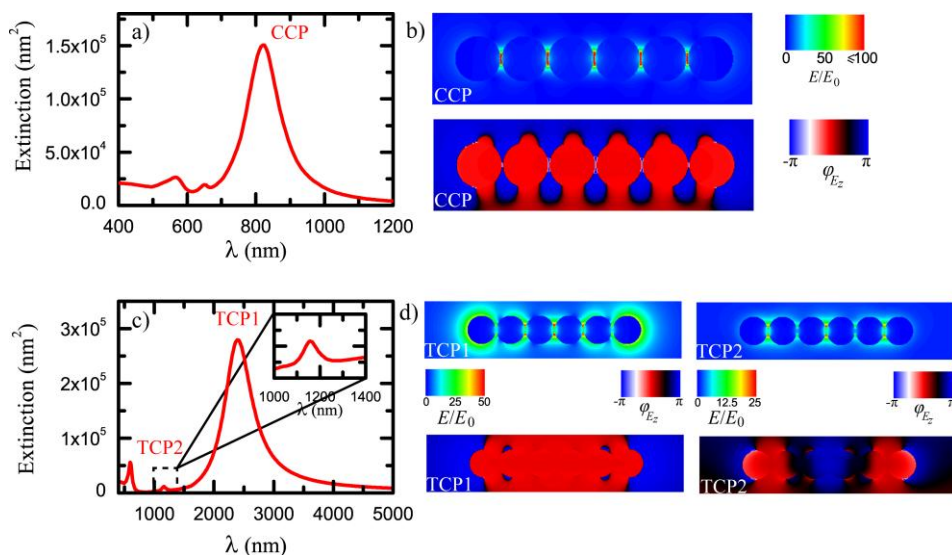 a)
CCP
Extinction (nm²)
1.5x10⁵
1.0x10⁵
5.0x10⁴
0.0
400 600 800 1000 1200
λ (nm)
b)
CCP
CCP
0 50 ≤100
E/E₀
-π π
φ_Ez
c)
TCP1
TCP2
Extinction (nm²)
3x10⁵
2x10⁵
1x10⁵
0
1000 2000 3000 4000 5000
λ (nm)
1000 1200 1400
λ (nm)
d)
TCP1
TCP2
0 25 50
E/E₀
-π π
φ_Ez
0 12.5 25
E/E₀
-π π
φ_Ez
TCP1
TCP2